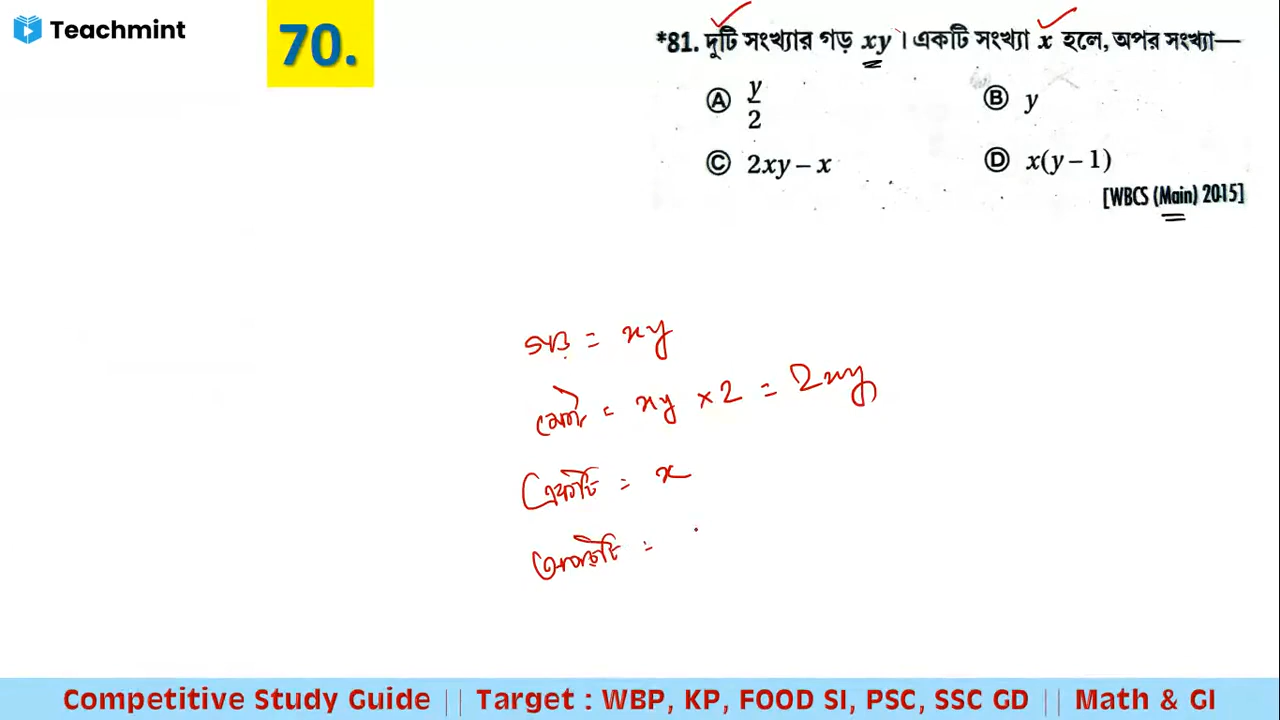 Teachmint
70.
*81. দুটি সংখ্যার গড় xy । একটি সংখ্যা x হলে, অপর সংখ্যা—
Ⓐ y/2
Ⓑ y
Ⓒ 2xy – x
Ⓓ x(y – 1)
[WBCS (Main) 2015]
গড় = xy
মোট = xy × 2 = 2xy
একটি = x
অপরটি =
Competitive Study Guide || Target : WBP, KP, FOOD SI, PSC, SSC GD || Math & GI